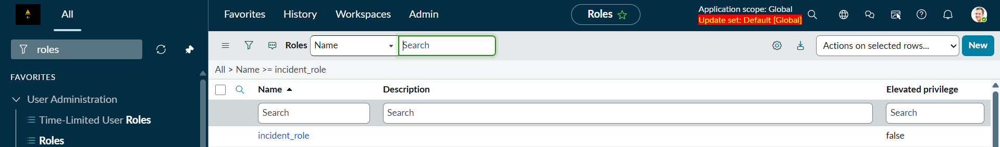 All
Favorites
History
Workspaces
Admin
Roles
Application scope: Global
Update set: Default [Global]
roles
Roles
Name
Search
Actions on selected rows...
New
FAVORITES
All > Name >= incident_role
User Administration
Name
Description
Elevated privilege
Time-Limited User Roles
Search
Search
Search
Roles
incident_role
false